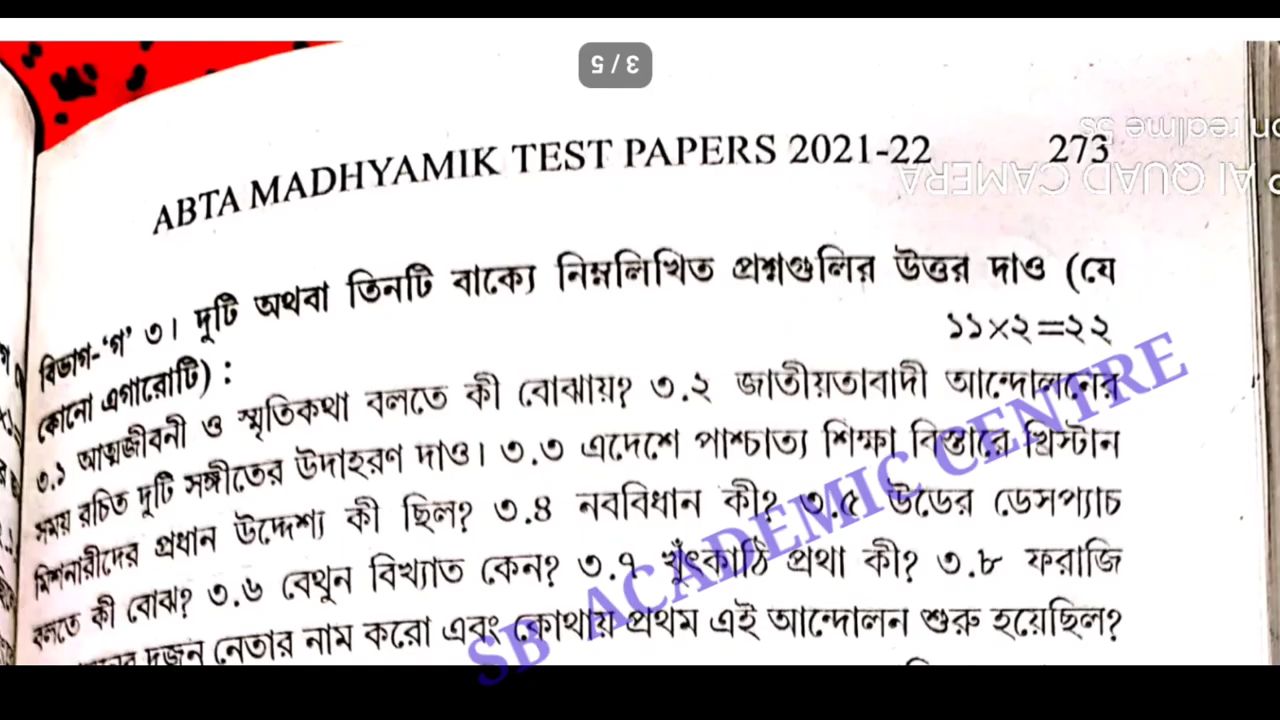 3/5
on realme 5s
AI QUAD CAMERA
ABTA MADHYAMIK TEST PAPERS 2021-22 273
বিভাগ-‘গ’ ৩। দুটি অথবা তিনটি বাক্যে নিম্নলিখিত প্রশ্নগুলির উত্তর দাও (যে
কোনো এগারোটি) : ১১×২=২২
৩.১ আত্মজীবনী ও স্মৃতিকথা বলতে কী বোঝায়? ৩.২ জাতীয়তাবাদী আন্দোলনের
সময় রচিত দুটি সঙ্গীতের উদাহরণ দাও। ৩.৩ এদেশে পাশ্চাত্য শিক্ষা বিস্তারে খ্রিস্টান
মিশনারীদের প্রধান উদ্দেশ্য কী ছিল? ৩.৪ নববিধান কী? ৩.৫ উডের ডেসপ্যাচ
বলতে কী বোঝ? ৩.৬ বেথুন বিখ্যাত কেন? ৩.৭ খুঁৎকাঠি প্রথা কী? ৩.৮ ফরাজি
দুজন নেতার নাম করো এবং কোথায় প্রথম এই আন্দোলন শুরু হয়েছিল?
SB ACADEMIC CENTRE